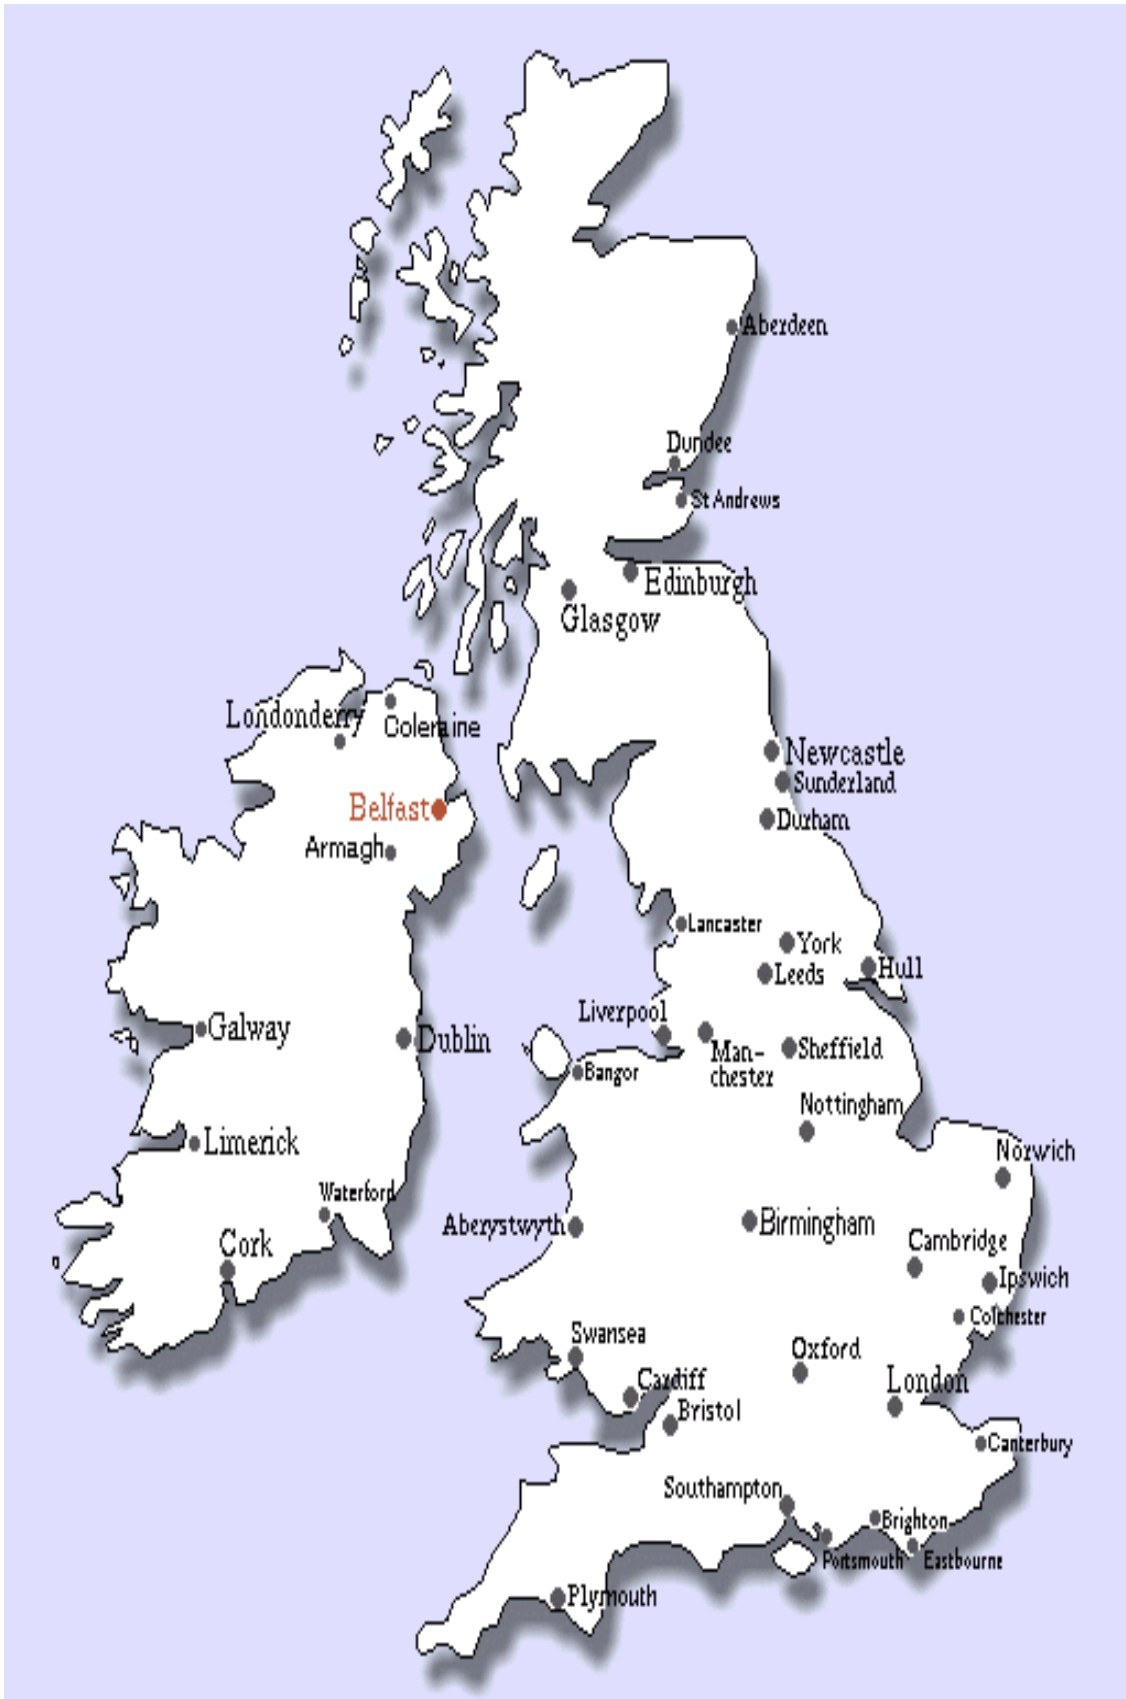 Aberdeen
Dundee
St Andrews
Edinburgh
Glasgow
Londonderry
Coleraine
Newcastle
Sunderland
Belfast
Durham
Armagh
Lancaster
York
Leeds
Hull
Liverpool
Galway
Dublin
Man-
chester
Sheffield
Bangor
Nottingham
Limerick
Norwich
Waterford
Aberystwyth
Birmingham
Cork
Cambridge
Ipswich
Colchester
Swansea
Oxford
Cardiff
London
Bristol
Canterbury
Southampton
Brighton
Portsmouth
Eastbourne
Plymouth